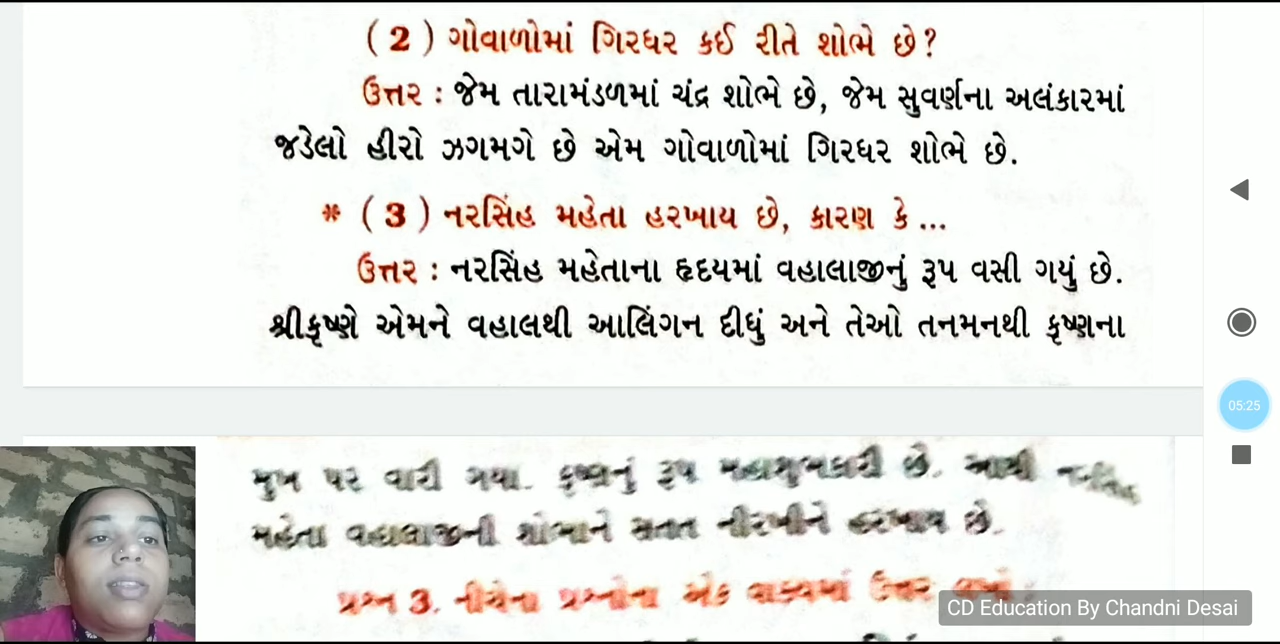 ( 2 ) ગોવાળોમાં ગિરધર કઈ રીતે શોભે છે?
ઉત્તર : જેમ તારામંડળમાં ચંદ્ર શોભે છે, જેમ સુવર્ણના અલંકારમાં
જડેલો હીરો ઝગમગે છે એમ ગોવાળોમાં ગિરધર શોભે છે.
* ( 3 ) નરસિંહ મહેતા હરખાય છે, કારણ કે ...
ઉત્તર : નરસિંહ મહેતાના હૃદયમાં વહાલાજીનું રૂપ વસી ગયું છે.
શ્રીકૃષ્ણે એમને વહાલથી આલિંગન દીધું અને તેઓ તનમનથી કૃષ્ણના
05:25
મુખ પર વારી ગયા. કૃષ્ણનું રૂપ મહાશુભકારી છે. આથી નરસિંહ
મહેતા વહાલાજીની શોભાને સતત નીરખીને હરખાય છે.
પ્રશ્ન 3. નીચેના પ્રશ્નોના એક વાક્યમાં ઉત્તર લખો :
CD Education By Chandni Desai